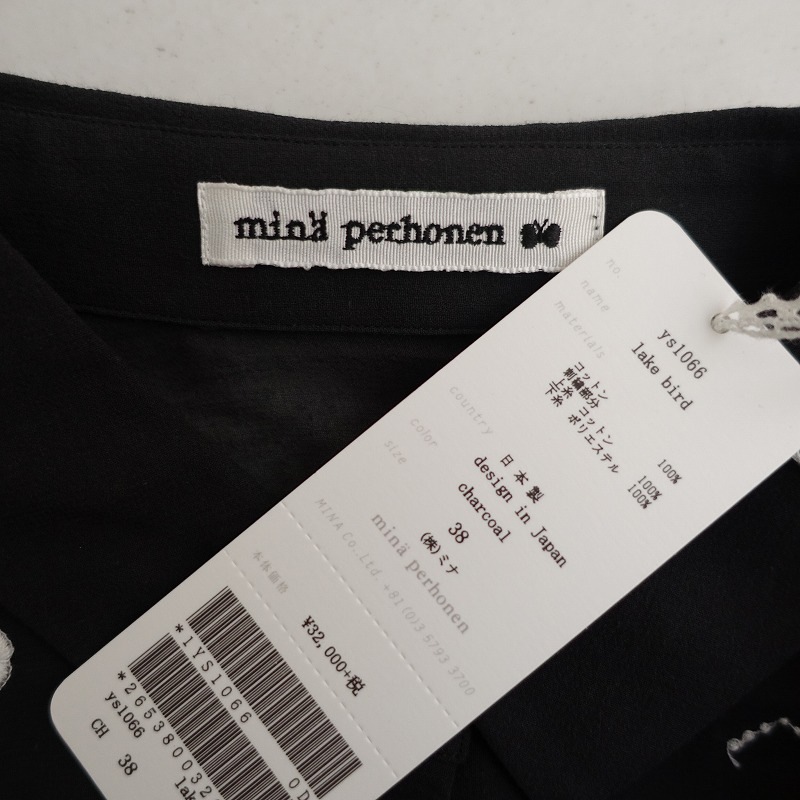 minä perhonen
no.
ys1066
name
lake bird
materials
コットン 100%
刺繍部分
上糸 コットン 100%
下糸 ポリエステル 100%
country
日本製
design in Japan
color
charcoal
size
38
(株)ミナ
minä perhonen
MINA Co.,Ltd. +81 (0)3 5793 3700
本体価格
¥32,000+税
*1YS1066
0D
*265380032
ys1066
lak
CH 38